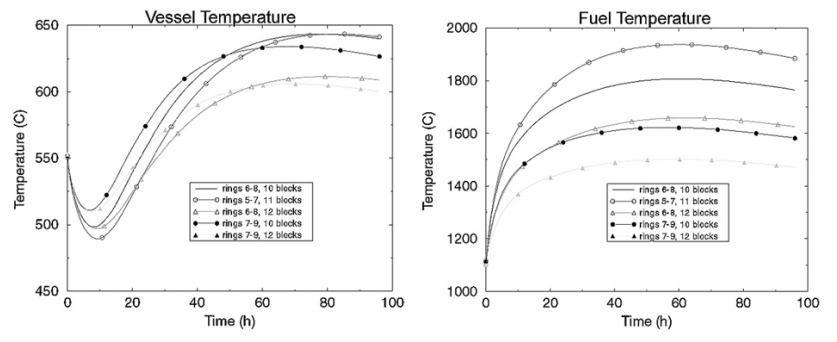 Vessel Temperature
650
600
550
500
450
Temperature (C)
rings 6-8, 10 blocks
rings 5-7, 11 blocks
rings 6-8, 12 blocks
rings 7-9, 10 blocks
rings 7-9, 12 blocks
0 20 40 60 80 100
Time (h)
Fuel Temperature
2000
1800
1600
1400
1200
1000
Temperature (C)
rings 6-8, 10 blocks
rings 5-7, 11 blocks
rings 6-8, 12 blocks
rings 7-9, 10 blocks
rings 7-9, 12 blocks
0 20 40 60 80 100
Time (h)